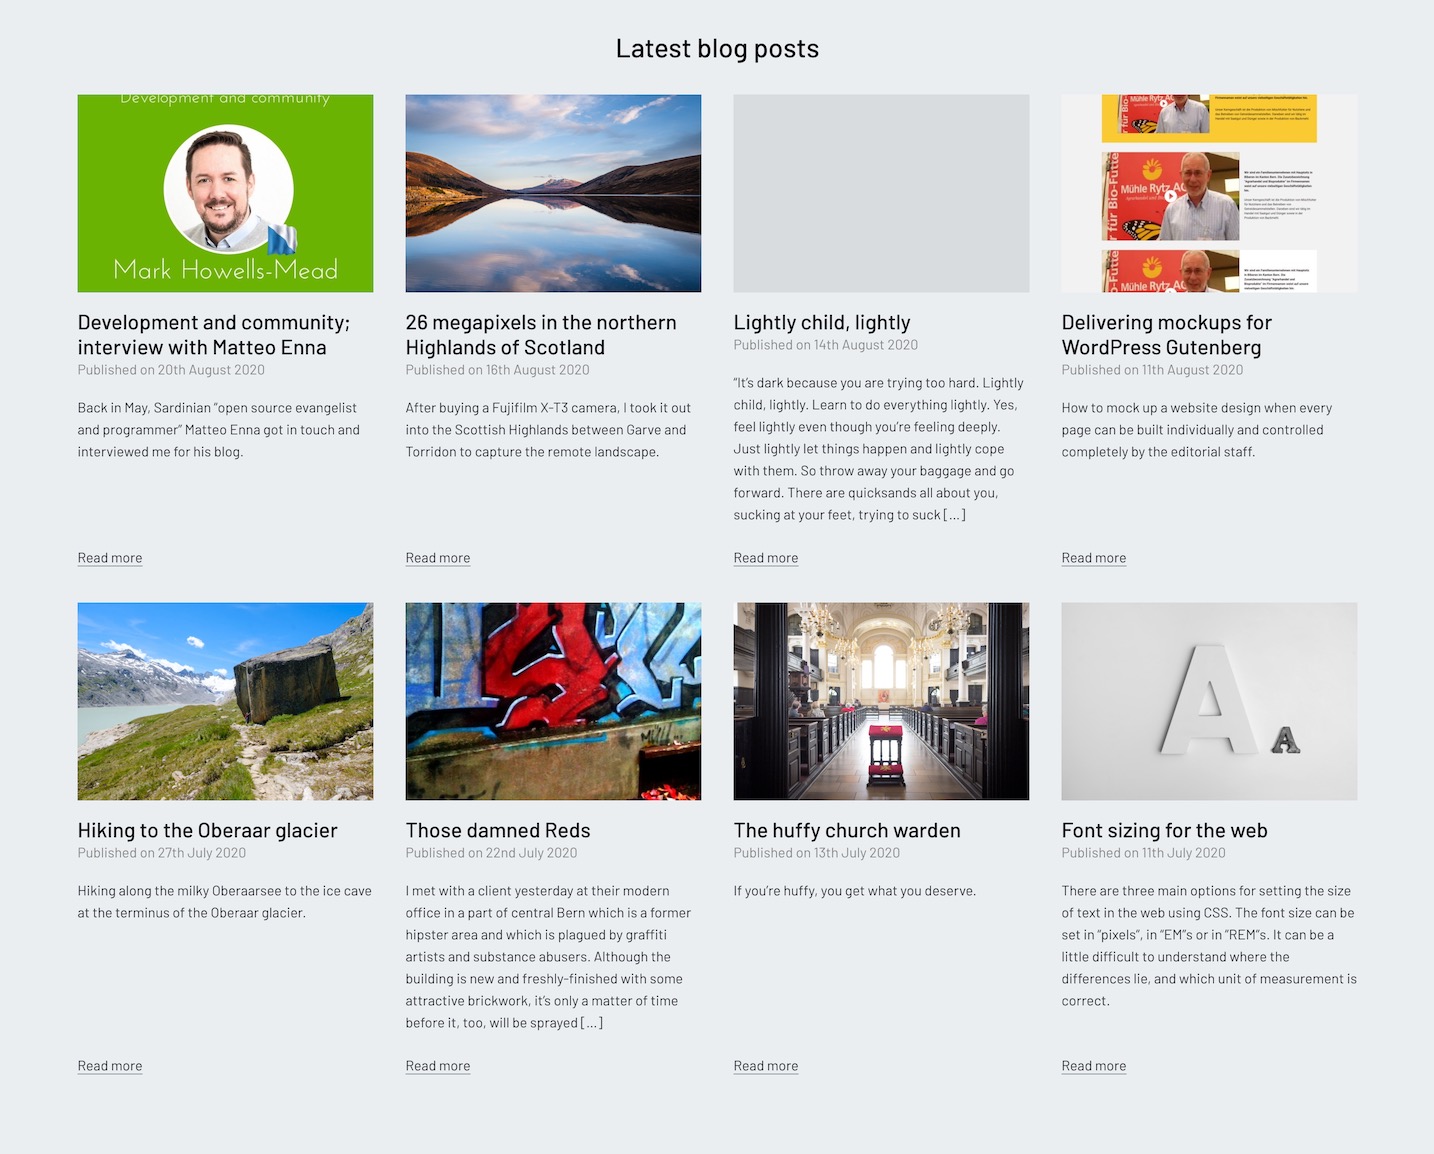 Latest blog posts
Development and community
Mark Howells-Mead
Development and community;
interview with Matteo Enna
Published on 20th August 2020
Back in May, Sardinian “open source evangelist
and programmer” Matteo Enna got in touch and
interviewed me for his blog.
Read more
26 megapixels in the northern
Highlands of Scotland
Published on 16th August 2020
After buying a Fujifilm X-T3 camera, I took it out
into the Scottish Highlands between Garve and
Torridon to capture the remote landscape.
Read more
Lightly child, lightly
Published on 14th August 2020
“It’s dark because you are trying too hard. Lightly
child, lightly. Learn to do everything lightly. Yes,
feel lightly even though you’re feeling deeply.
Just lightly let things happen and lightly cope
with them. So throw away your baggage and go
forward. There are quicksands all about you,
sucking at your feet, trying to suck […]
Read more
Mühle Rytz AG
für Bio-Futte
Mühle Rytz AG
Delivering mockups for
WordPress Gutenberg
Published on 11th August 2020
How to mock up a website design when every
page can be built individually and controlled
completely by the editorial staff.
Read more
Hiking to the Oberaar glacier
Published on 27th July 2020
Hiking along the milky Oberaarsee to the ice cave
at the terminus of the Oberaar glacier.
Read more
Those damned Reds
Published on 22nd July 2020
I met with a client yesterday at their modern
office in a part of central Bern which is a former
hipster area and which is plagued by graffiti
artists and substance abusers. Although the
building is new and freshly-finished with some
attractive brickwork, it’s only a matter of time
before it, too, will be sprayed […]
Read more
The huffy church warden
Published on 13th July 2020
If you’re huffy, you get what you deserve.
Read more
A A
Font sizing for the web
Published on 11th July 2020
There are three main options for setting the size
of text in the web using CSS. The font size can be
set in “pixels”, in “EM”s or in “REM”s. It can be a
little difficult to understand where the
differences lie, and which unit of measurement is
correct.
Read more